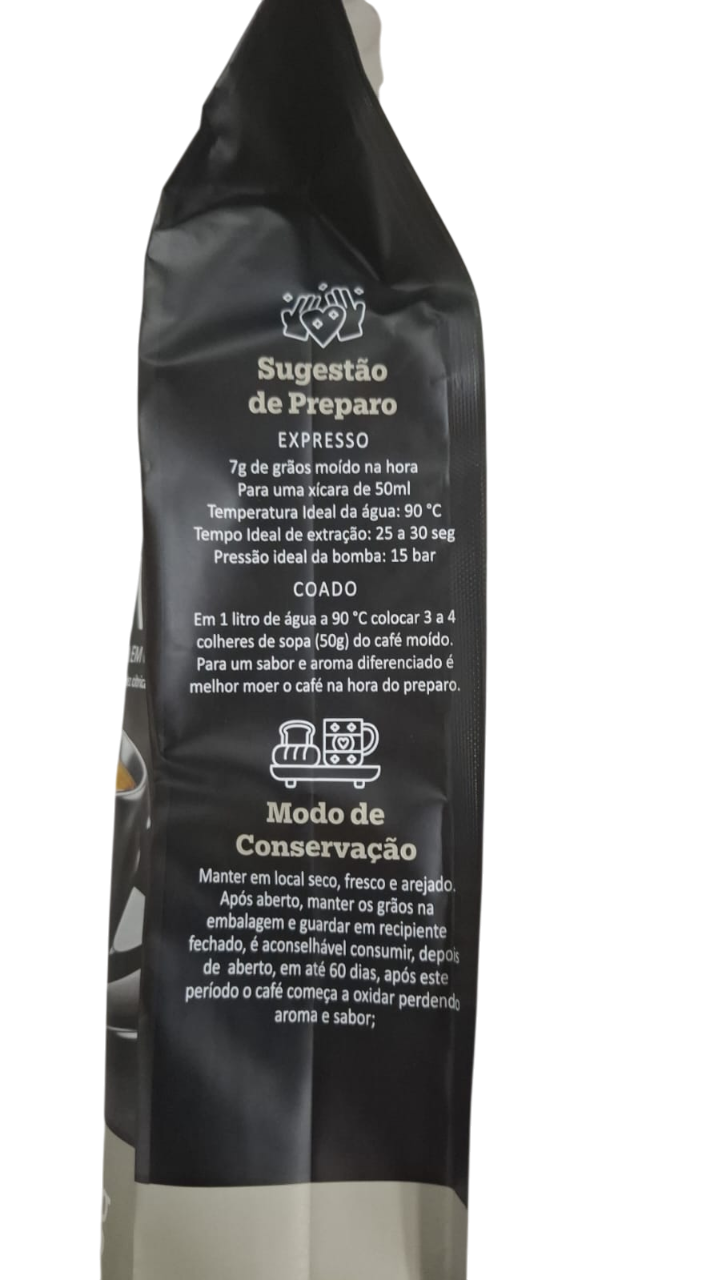 Sugestão
de Preparo
EXPRESSO
7g de grãos moído na hora
Para uma xícara de 50ml
Temperatura Ideal da água: 90 °C
Tempo Ideal de extração: 25 a 30 seg
Pressão ideal da bomba: 15 bar
COADO
Em 1 litro de água a 90 °C colocar 3 a 4
colheres de sopa (50g) do café moído.
Para um sabor e aroma diferenciado é
melhor moer o café na hora do preparo.
EM
Modo de
Conservação
Manter em local seco, fresco e arejado.
Após aberto, manter os grãos na
embalagem e guardar em recipiente
fechado, é aconselhável consumir, depois
de aberto, em até 60 dias, após este
período o café começa a oxidar perdendo
aroma e sabor;